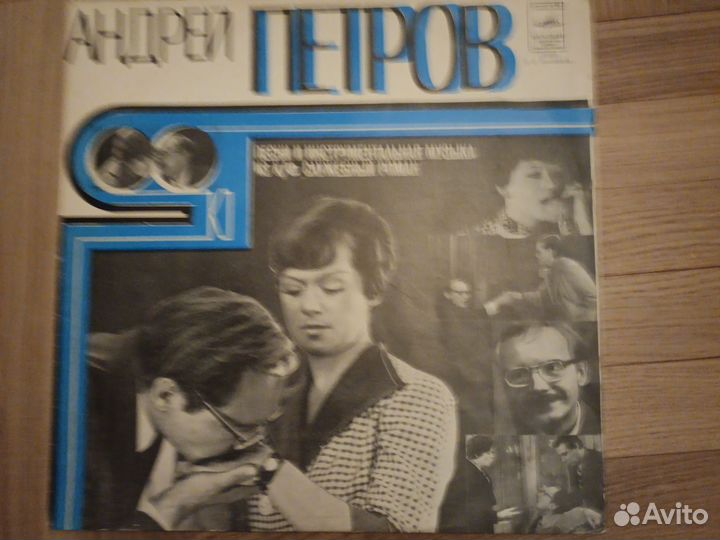 АНДРЕЙ ПЕТРОВ
ПЕСНИ И ИНСТРУМЕНТАЛЬНАЯ МУЗЫКА
ИЗ К/Ф. СЛУЖЕБНЫЙ РОМАН
Avito